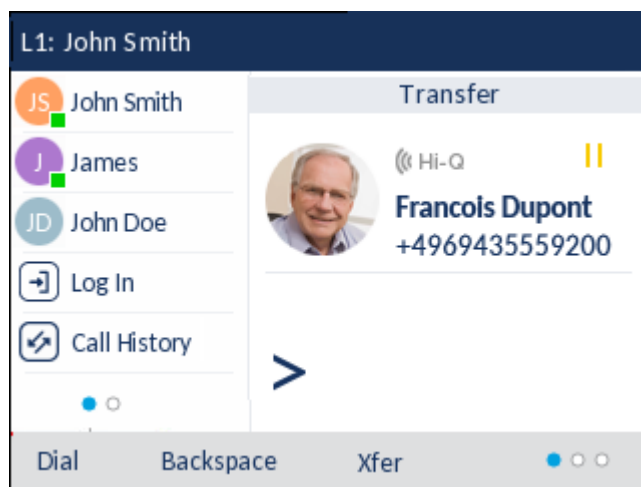 L1: John Smith
JS John Smith
J James
JD John Doe
Log In
Call History
Transfer
Hi-Q
Francois Dupont
+4969435559200
>
Dial Backspace Xfer